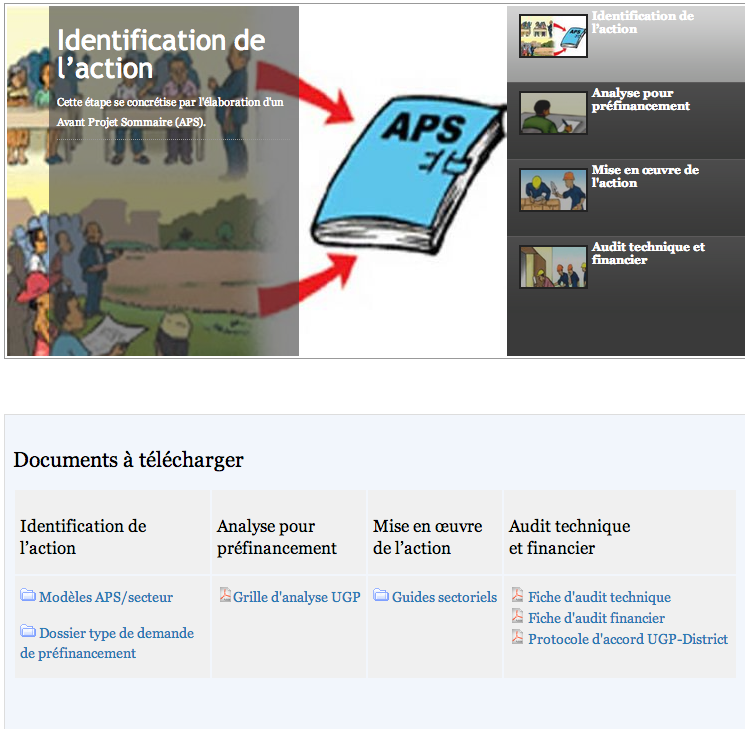 Identification de
l’action
Cette étape se concrétise par l'élaboration d'un
Avant Projet Sommaire (APS).
APS
Identification de
l’action
Analyse pour
préfinancement
Mise en œuvre de
l'action
Audit technique et
financier
Documents à télécharger
Identification de
l’action
Analyse pour
préfinancement
Mise en œuvre
de l’action
Audit technique
et financier
Modèles APS/secteur
Dossier type de demande
de préfinancement
Grille d'analyse UGP
Guides sectoriels
Fiche d'audit technique
Fiche d'audit financier
Protocole d'accord UGP-District